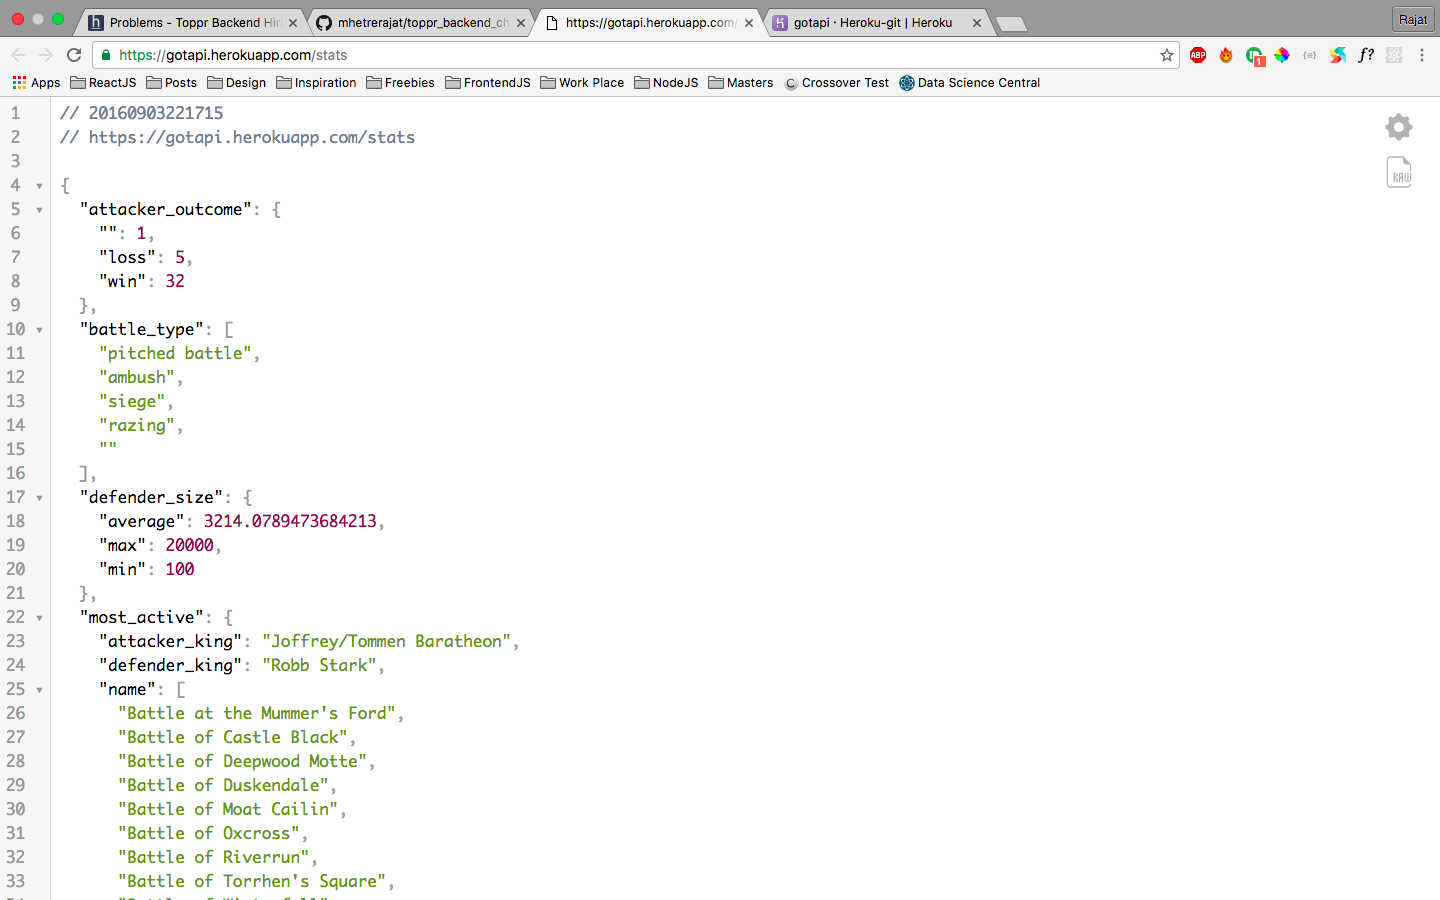 Problems - Toppr Backend Hiri
mhetrerajat/toppr_backend_ch
https://gotapi.herokuapp.com/
gotapi · Heroku-git | Heroku
Rajat
https://gotapi.herokuapp.com/stats
ABP
1
f?
Apps ReactJS Posts Design Inspiration Freebies FrontendJS Work Place NodeJS Masters Crossover Test Data Science Central
1 // 20160903221715
2 // https://gotapi.herokuapp.com/stats
3
4 {
5 "attacker_outcome": {
6 "": 1,
7 "loss": 5,
8 "win": 32
9 },
10 "battle_type": [
11 "pitched battle",
12 "ambush",
13 "siege",
14 "razing",
15 ""
16 ],
17 "defender_size": {
18 "average": 3214.0789473684213,
19 "max": 20000,
20 "min": 100
21 },
22 "most_active": {
23 "attacker_king": "Joffrey/Tommen Baratheon",
24 "defender_king": "Robb Stark",
25 "name": [
26 "Battle at the Mummer's Ford",
27 "Battle of Castle Black",
28 "Battle of Deepwood Motte",
29 "Battle of Duskendale",
30 "Battle of Moat Cailin",
31 "Battle of Oxcross",
32 "Battle of Riverrun",
33 "Battle of Torrhen's Square",
RAW